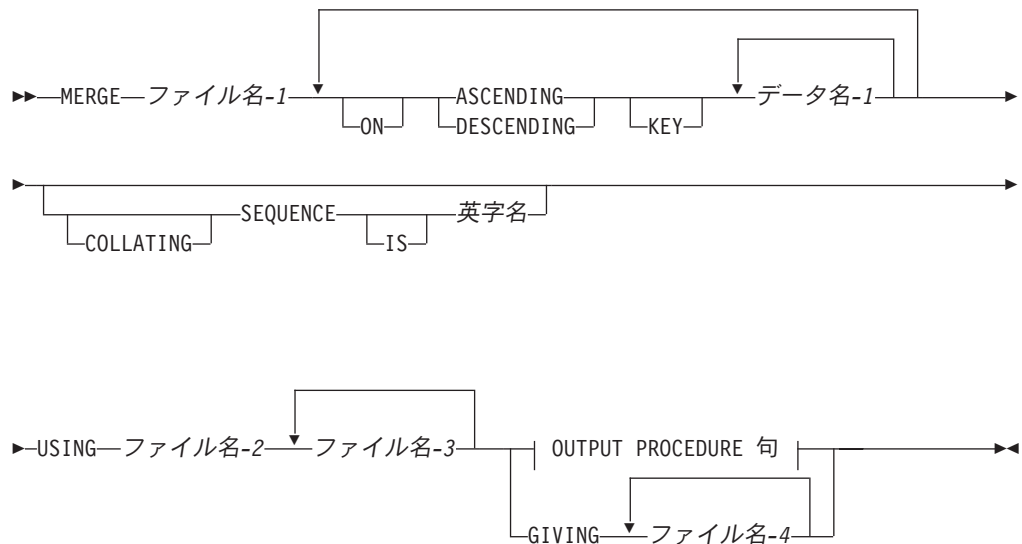 MERGE ファイル名-1 ASCENDING データ名-1
ON DESCENDING KEY
SEQUENCE 英字名
COLLATING IS
USING ファイル名-2 ファイル名-3 OUTPUT PROCEDURE 句
GIVING ファイル名-4